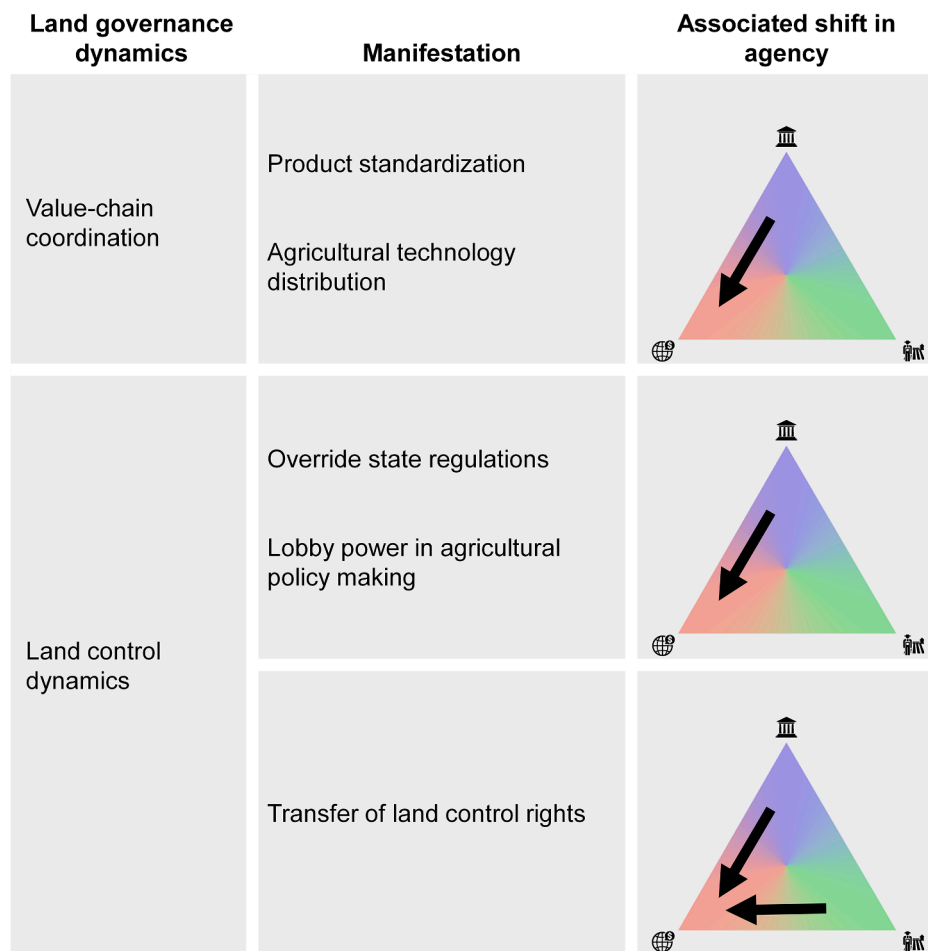 Land governance
dynamics
Manifestation
Associated shift in
agency
Value-chain
coordination
Product standardization
Agricultural technology
distribution
Land control
dynamics
Override state regulations
Lobby power in agricultural
policy making
Transfer of land control rights